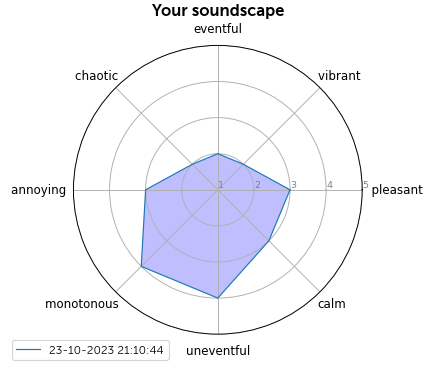 Your soundscape
eventful
chaotic
vibrant
annoying
1
2
3
4
5
pleasant
monotonous
calm
uneventful
23-10-2023 21:10:44